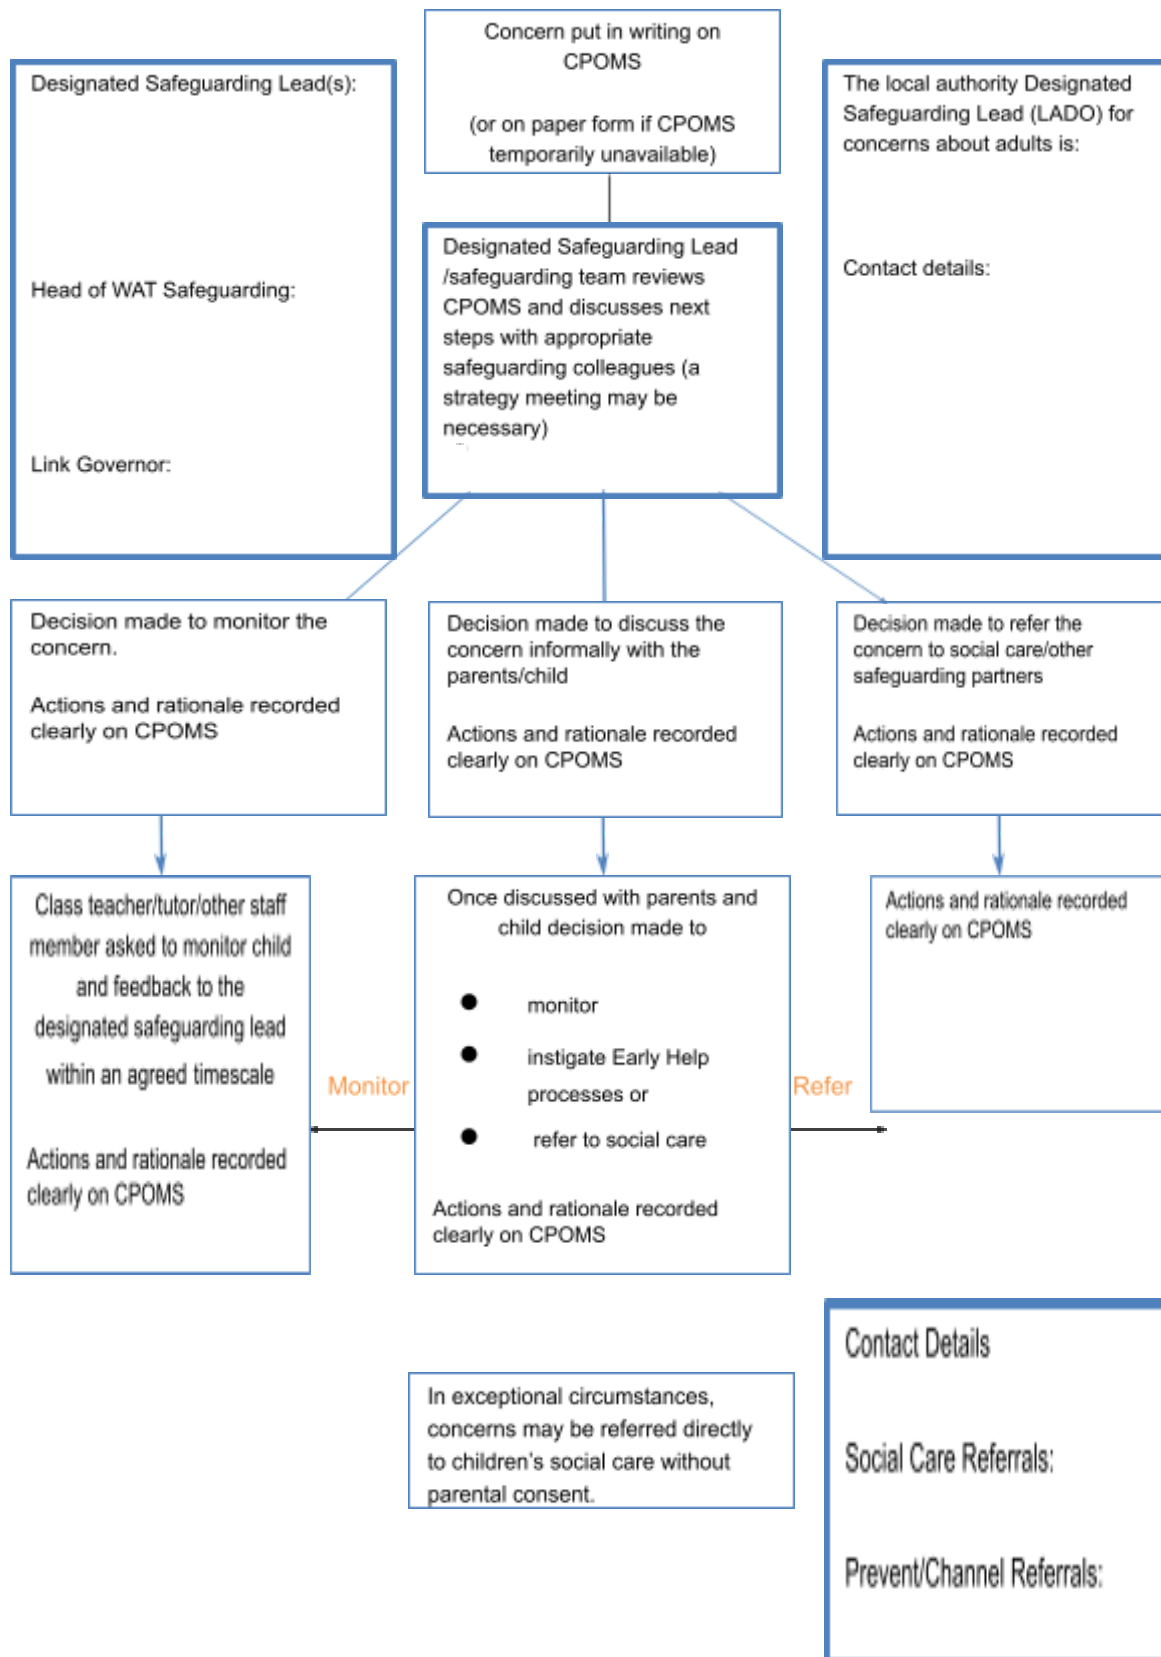 Concern put in writing on
CPOMS
(or on paper form if CPOMS
temporarily unavailable)
Designated Safeguarding Lead(s):
Head of WAT Safeguarding:
Link Governor:
Designated Safeguarding Lead
/safeguarding team reviews
CPOMS and discusses next
steps with appropriate
safeguarding colleagues (a
strategy meeting may be
necessary)
The local authority Designated
Safeguarding Lead (LADO) for
concerns about adults is:
Contact details:
Decision made to monitor the
concern.
Actions and rationale recorded
clearly on CPOMS
Decision made to discuss the
concern informally with the
parents/child
Actions and rationale recorded
clearly on CPOMS
Decision made to refer the
concern to social care/other
safeguarding partners
Actions and rationale recorded
clearly on CPOMS
Class teacher/tutor/other staff
member asked to monitor child
and feedback to the
designated safeguarding lead
within an agreed timescale
Actions and rationale recorded
clearly on CPOMS
Monitor
Once discussed with parents and
child decision made to
● monitor
● instigate Early Help
processes or
● refer to social care
Actions and rationale recorded
clearly on CPOMS
Refer
Actions and rationale recorded
clearly on CPOMS
In exceptional circumstances,
concerns may be referred directly
to children's social care without
parental consent.
Contact Details
Social Care Referrals:
Prevent/Channel Referrals: